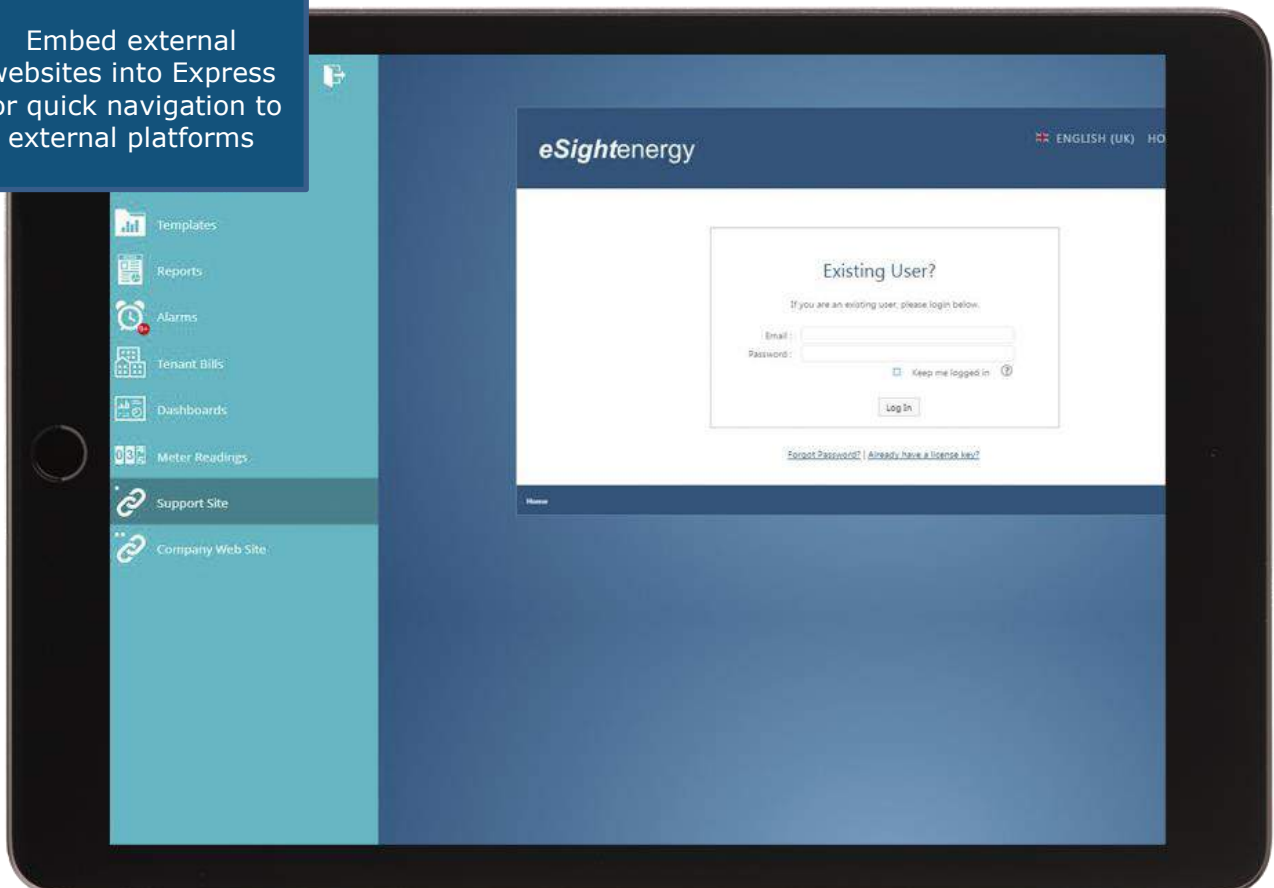 Embed external
websites into Express
or quick navigation to
external platforms
eSightenergy
ENGLISH (UK) HO
Templates
Reports
Alarms
9+
Tenant Bills
Dashboards
Meter Readings
Support Site
Company Web Site
Existing User?
If you are an existing user, please login below.
Email :
Password :
Keep me logged in ?
Log In
Forgot Password? | Already have a license key?
Home